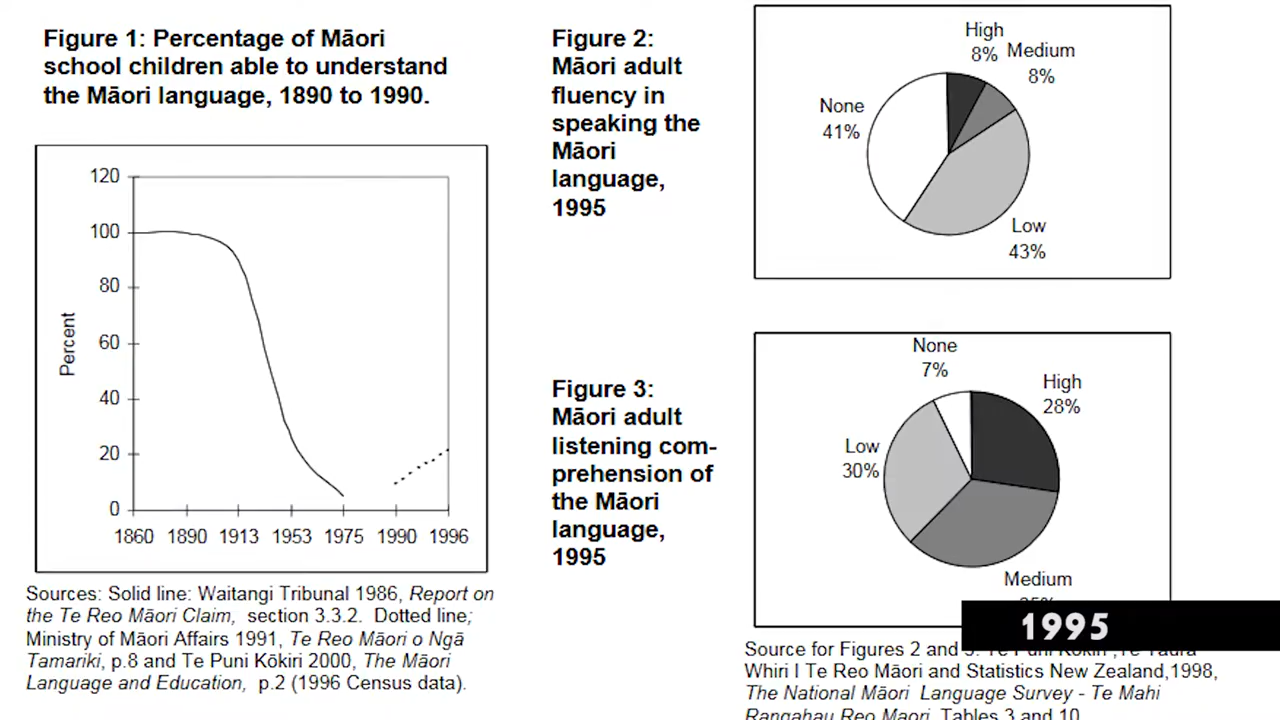 Figure 1: Percentage of Māori
school children able to understand
the Māori language, 1890 to 1990.
120
100
80
60
40
20
0
Percent
1860 1890 1913 1953 1975 1990 1996
Sources: Solid line: Waitangi Tribunal 1986, Report on
the Te Reo Māori Claim, section 3.3.2. Dotted line;
Ministry of Māori Affairs 1991, Te Reo Māori o Ngā
Tamariki, p.8 and Te Puni Kōkiri 2000, The Māori
Language and Education, p.2 (1996 Census data).
Figure 2:
Māori adult
fluency in
speaking the
Māori
language,
1995
High
8%
Medium
8%
None
41%
Low
43%
Figure 3:
Māori adult
listening com-
prehension of
the Māori
language,
1995
None
7%
High
28%
Low
30%
Medium
1995
Source for Figures 2 and
Whiri I Te Reo Māori and Statistics New Zealand,1998,
The National Māori Language Survey - Te Mahi
Rangahau Reo Maori, Tables 3 and 10